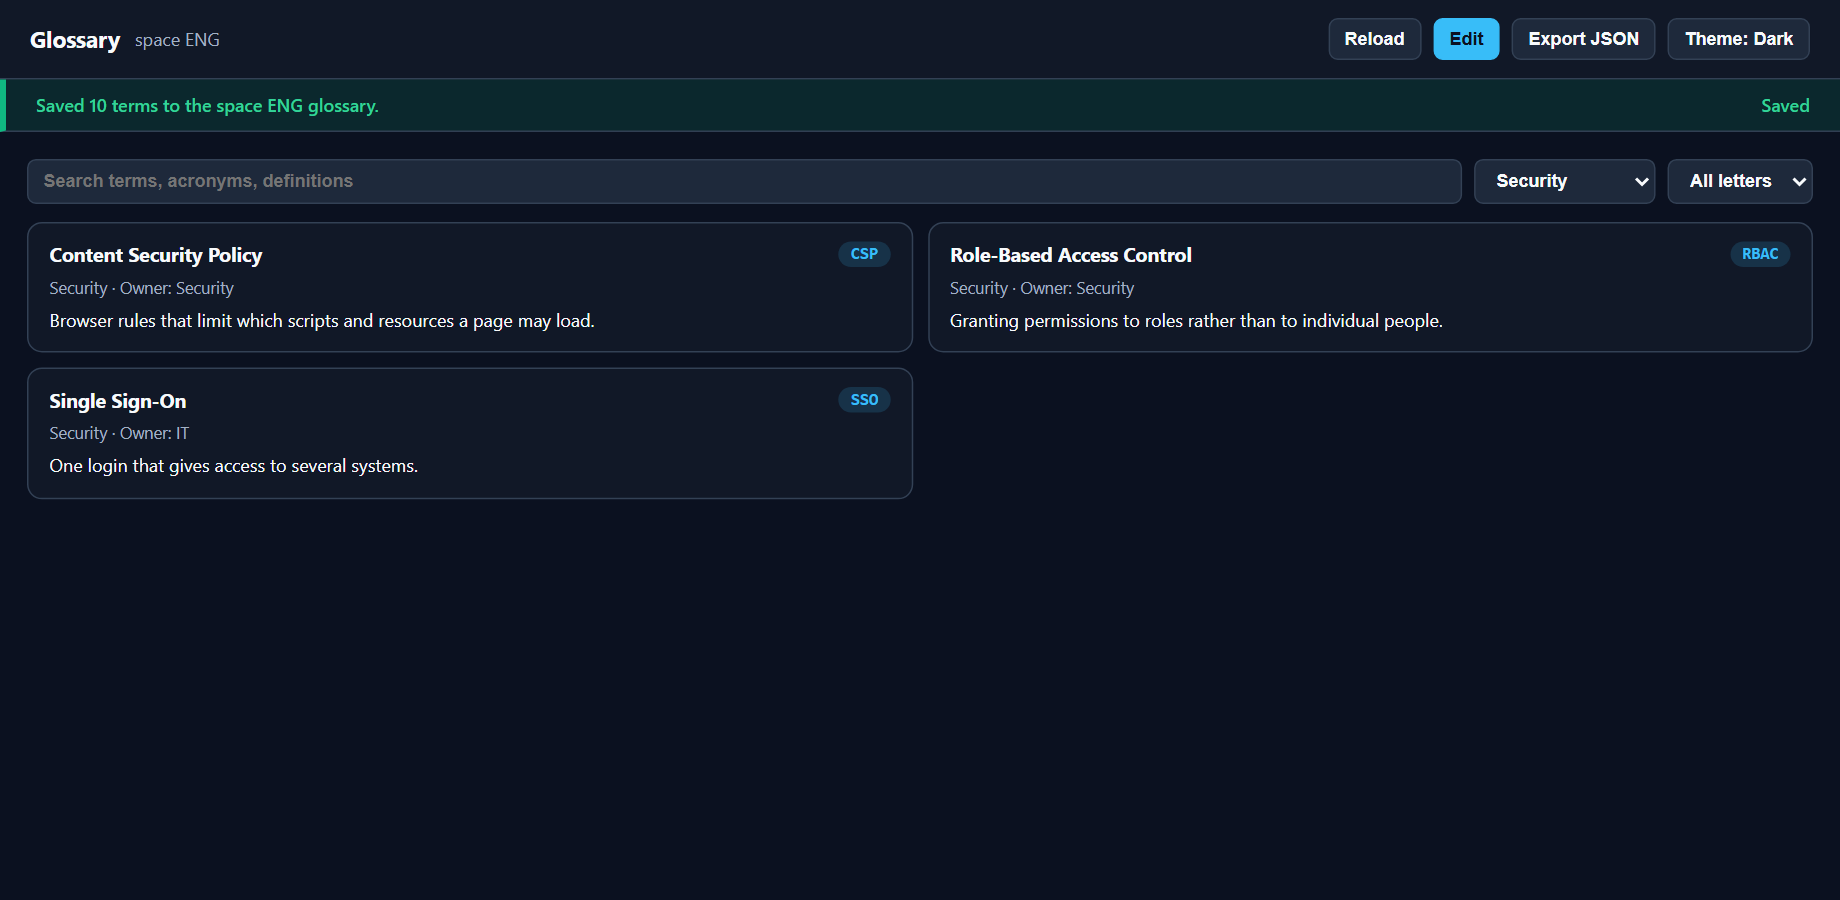 Glossary space ENG
Reload Edit Export JSON Theme: Dark
Saved 10 terms to the space ENG glossary.
Saved
Search terms, acronyms, definitions
Security
All letters
Content Security Policy
CSP
Security · Owner: Security
Browser rules that limit which scripts and resources a page may load.
Role-Based Access Control
RBAC
Security · Owner: Security
Granting permissions to roles rather than to individual people.
Single Sign-On
SSO
Security · Owner: IT
One login that gives access to several systems.